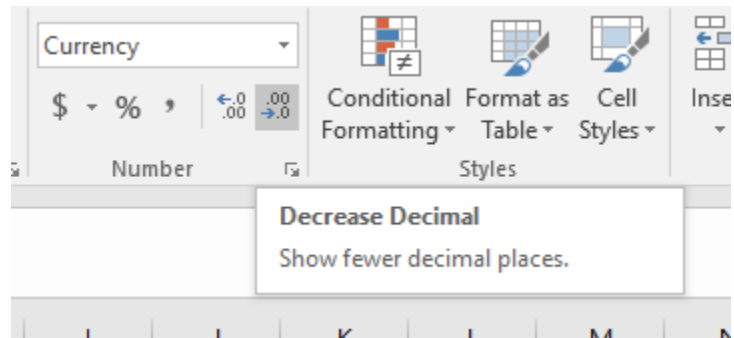 Currency
$ % , .0 .00 .00 .0
Conditional Formatting
Format as Table
Cell Styles
Inse
Number
Styles
Decrease Decimal
Show fewer decimal places.
K
M